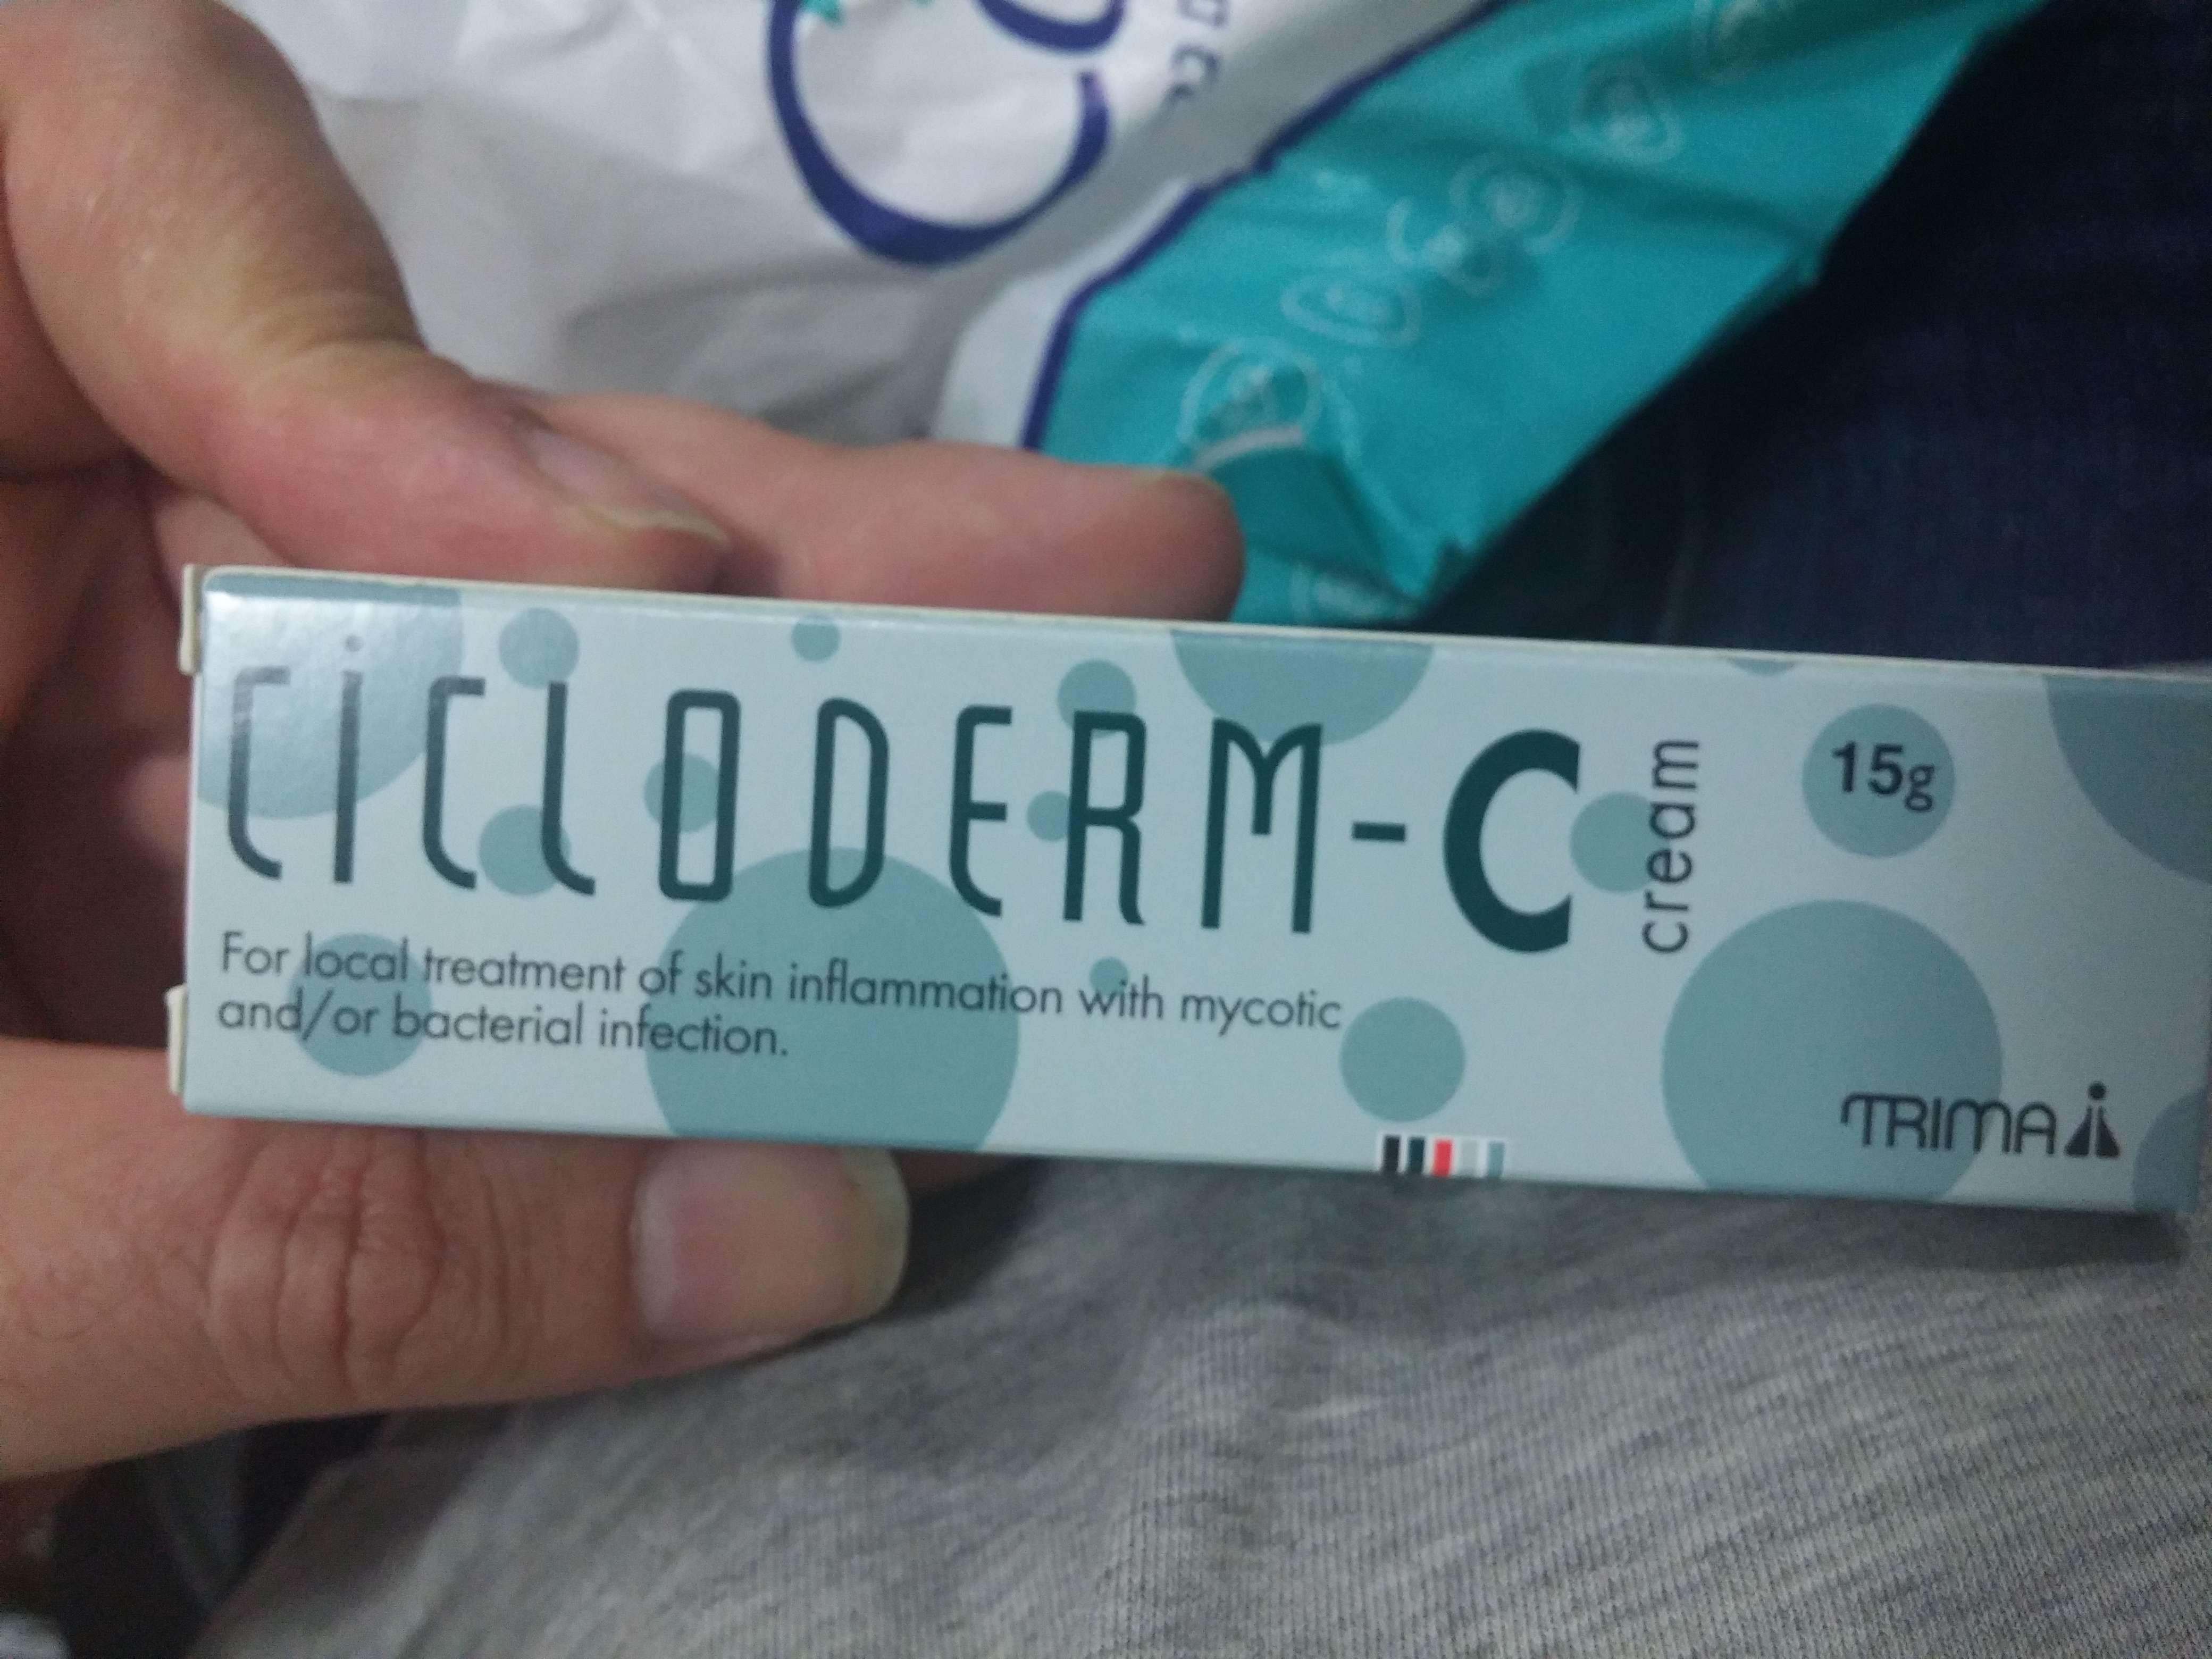 CICLODERM-C
cream
15g
For local treatment of skin inflammation with mycotic
and/or bacterial infection.
TRIMA